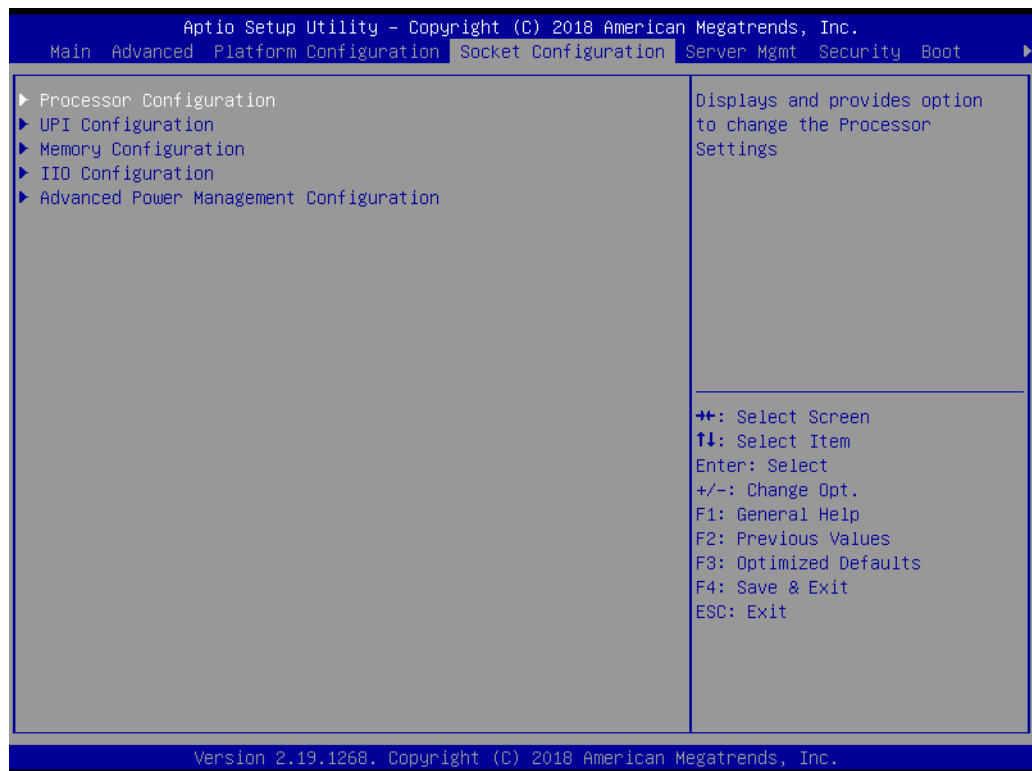 Aptio Setup Utility – Copyright (C) 2018 American Megatrends, Inc.
Main Advanced Platform Configuration Socket Configuration Server Mgmt Security Boot ▶
▶ Processor Configuration
▶ UPI Configuration
▶ Memory Configuration
▶ IIO Configuration
▶ Advanced Power Management Configuration
Displays and provides option
to change the Processor
Settings
→←: Select Screen
↑↓: Select Item
Enter: Select
+/-: Change Opt.
F1: General Help
F2: Previous Values
F3: Optimized Defaults
F4: Save & Exit
ESC: Exit
Version 2.19.1268. Copyright (C) 2018 American Megatrends, Inc.